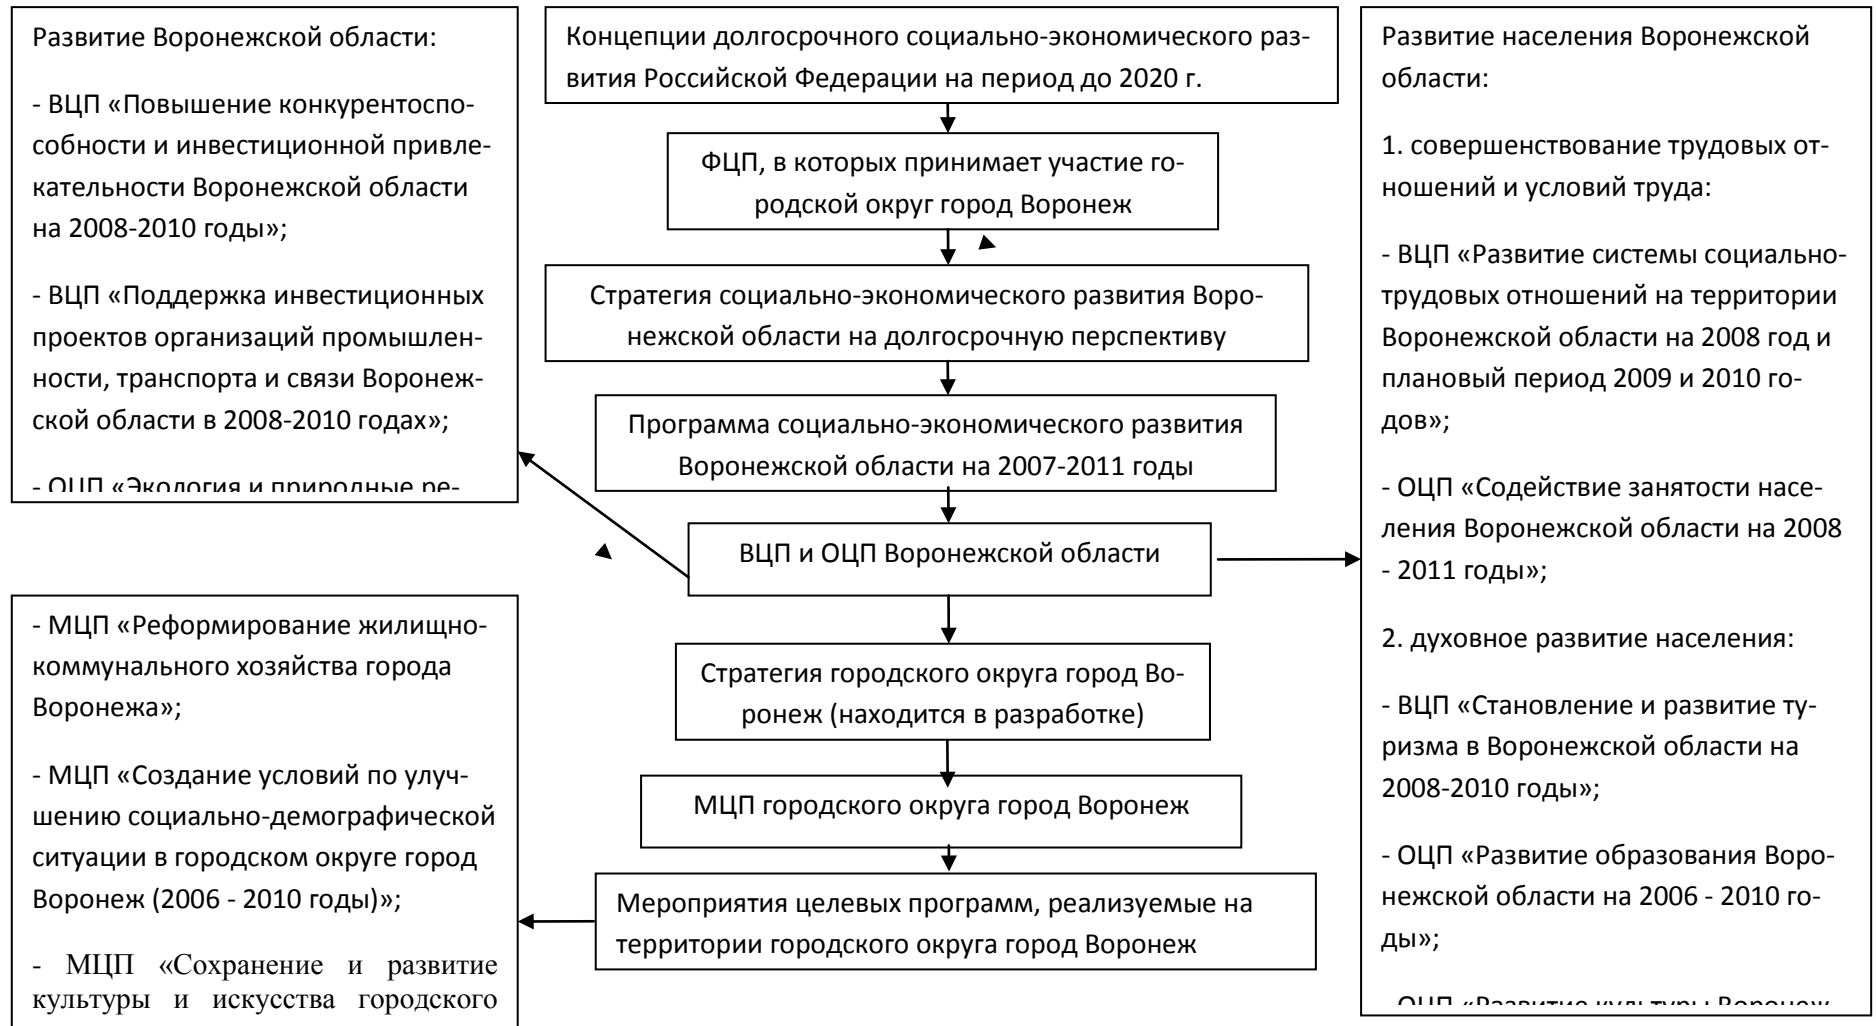 Развитие Воронежской области:
- ВЦП «Повышение конкурентоспо-
собности и инвестиционной привле-
кательности Воронежской области
на 2008-2010 годы»;
- ВЦП «Поддержка инвестиционных
проектов организаций промышлен-
ности, транспорта и связи Воронеж-
ской области в 2008-2010 годах»;
- ОЦП «Экология и природные ре-
- МЦП «Реформирование жилищно-
коммунального хозяйства города
Воронежа»;
- МЦП «Создание условий по улуч-
шению социально-демографической
ситуации в городском округе город
Воронеж (2006 - 2010 годы)»;
- МЦП «Сохранение и развитие
культуры и искусства городского
Концепции долгосрочного социально-экономического раз-
вития Российской Федерации на период до 2020 г.
ФЦП, в которых принимает участие го-
родской округ город Воронеж
Стратегия социально-экономического развития Воро-
нежской области на долгосрочную перспективу
Программа социально-экономического развития
Воронежской области на 2007-2011 годы
ВЦП и ОЦП Воронежской области
Стратегия городского округа город Во-
ронеж (находится в разработке)
МЦП городского округа город Воронеж
Мероприятия целевых программ, реализуемые на
территории городского округа город Воронеж
Развитие населения Воронежской
области:
1. совершенствование трудовых от-
ношений и условий труда:
- ВЦП «Развитие системы социально-
трудовых отношений на территории
Воронежской области на 2008 год и
плановый период 2009 и 2010 го-
дов»;
- ОЦП «Содействие занятости насе-
ления Воронежской области на 2008
- 2011 годы»;
2. духовное развитие населения:
- ВЦП «Становление и развитие ту-
ризма в Воронежской области на
2008-2010 годы»;
- ОЦП «Развитие образования Воро-
нежской области на 2006 - 2010 го-
ды»;
- ОЦП «Развитие культуры Воронеж